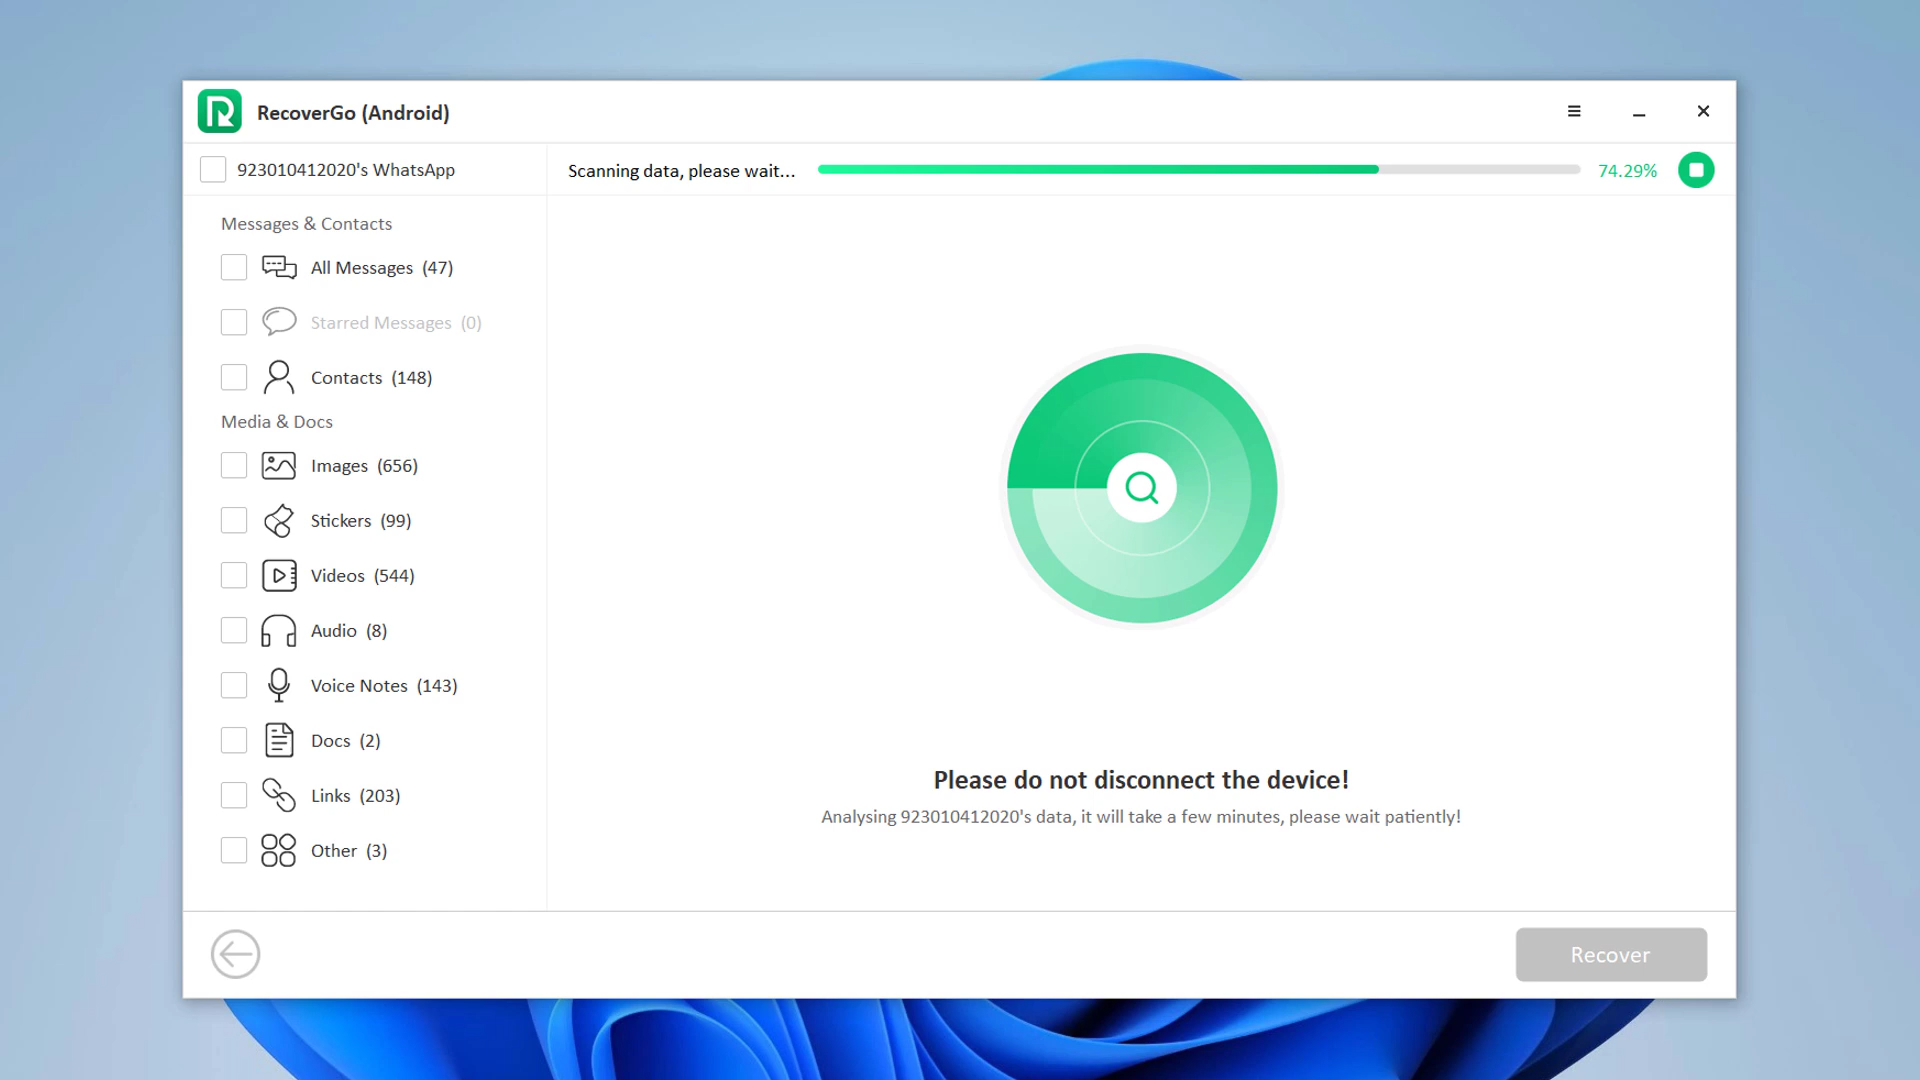 RecoverGo (Android)
923010412020's WhatsApp
Scanning data, please wait...
74.29%
Messages & Contacts
All Messages (47)
Starred Messages (0)
Contacts (148)
Media & Docs
Images (656)
Stickers (99)
Videos (544)
Audio (8)
Voice Notes (143)
Docs (2)
Links (203)
Other (3)
Please do not disconnect the device!
Analysing 923010412020's data, it will take a few minutes, please wait patiently!
Recover